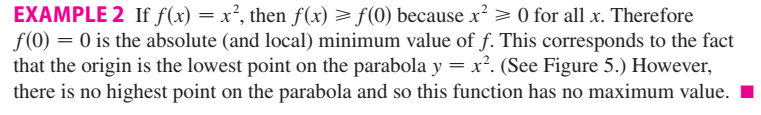 EXAMPLE 2 If f(x) = x², then f(x) ≥ f(0) because x² ≥ 0 for all x. Therefore
f(0) = 0 is the absolute (and local) minimum value of f. This corresponds to the fact
that the origin is the lowest point on the parabola y = x². (See Figure 5.) However,
there is no highest point on the parabola and so this function has no maximum value. ■